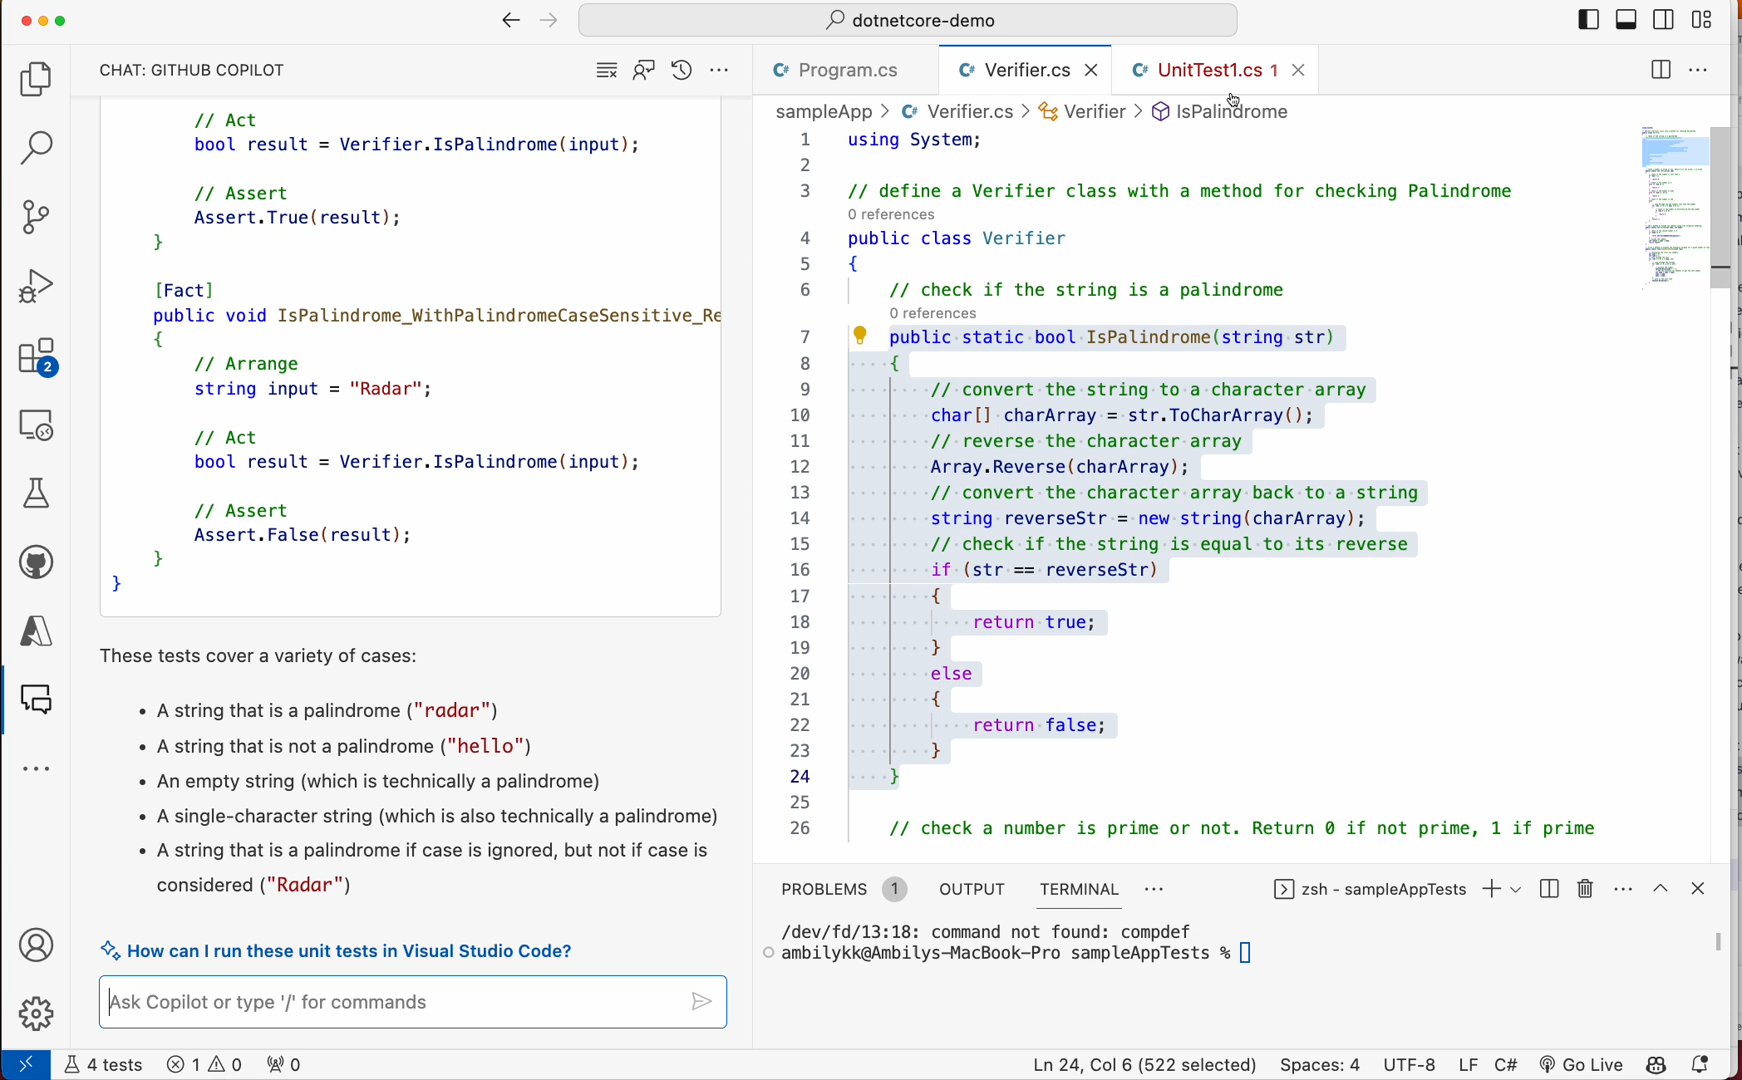 dotnetcore-demo
CHAT: GITHUB COPILOT
// Act
bool result = Verifier.IsPalindrome(input);
// Assert
Assert.True(result);
}
[Fact]
public void IsPalindrome_WithPalindromeCaseSensitive_Re
{
// Arrange
string input = "Radar";
// Act
bool result = Verifier.IsPalindrome(input);
// Assert
Assert.False(result);
}
}
These tests cover a variety of cases:
• A string that is a palindrome ("radar")
• A string that is not a palindrome ("hello")
• An empty string (which is technically a palindrome)
• A single-character string (which is also technically a palindrome)
• A string that is a palindrome if case is ignored, but not if case is
considered ("Radar")
How can I run these unit tests in Visual Studio Code?
Ask Copilot or type '/' for commands
2
Program.cs
Verifier.cs
UnitTest1.cs 1
sampleApp > Verifier.cs > Verifier > IsPalindrome
1 using System;
2
3 // define a Verifier class with a method for checking Palindrome
0 references
4 public class Verifier
5 {
6 // check if the string is a palindrome
0 references
7 public static bool IsPalindrome(string str)
8 {
9 // convert the string to a character array
10 char[] charArray = str.ToCharArray();
11 // reverse the character array
12 Array.Reverse(charArray);
13 // convert the character array back to a string
14 string reverseStr = new string(charArray);
15 // check if the string is equal to its reverse
16 if (str == reverseStr)
17 {
18 return true;
19 }
20 else
21 {
22 return false;
23 }
24 }
25
26 // check a number is prime or not. Return 0 if not prime, 1 if prime
PROBLEMS 1 OUTPUT TERMINAL
zsh - sampleAppTests
/dev/fd/13:18: command not found: compdef
ambilykk@Ambilys-MacBook-Pro sampleAppTests %
4 tests 1 0 0
Ln 24, Col 6 (522 selected) Spaces: 4 UTF-8 LF C# Go Live